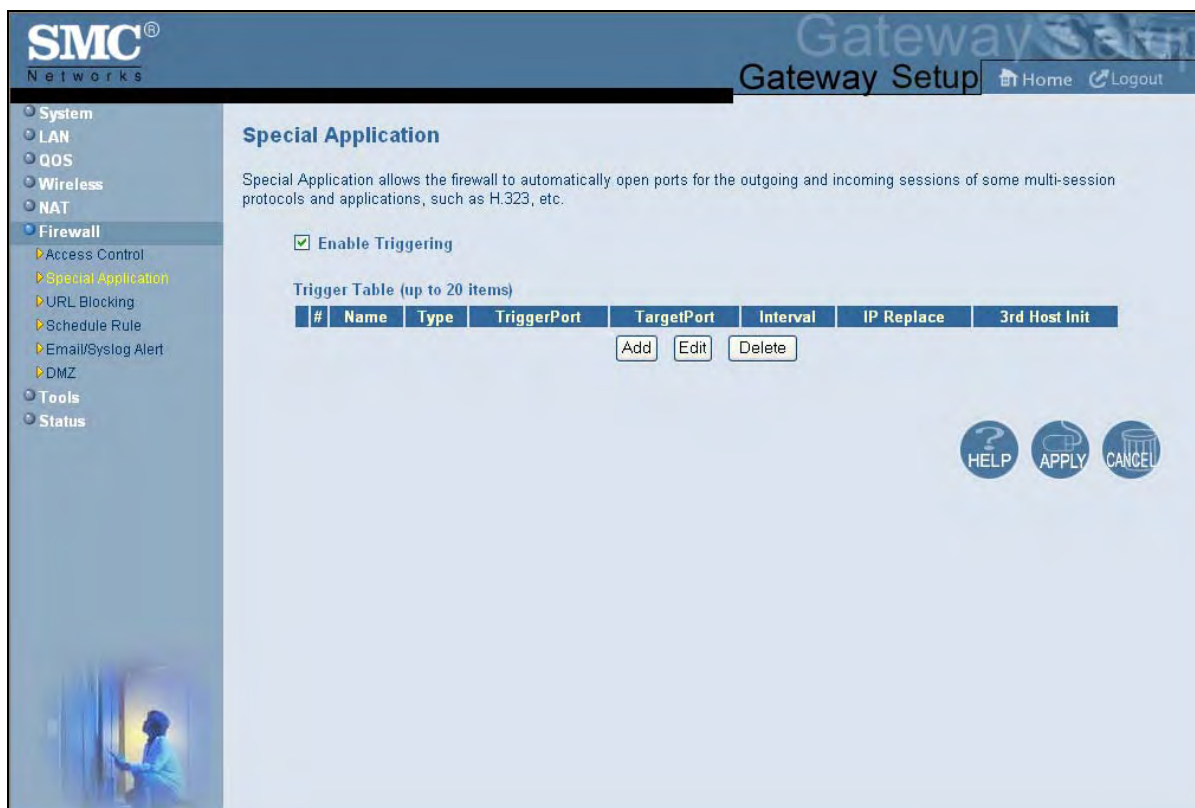 SMC®
Networks
Gateway Setup
Gateway Setup
Home
Logout
System
LAN
QOS
Wireless
NAT
Firewall
Access Control
Special Application
URL Blocking
Schedule Rule
Email/Syslog Alert
DMZ
Tools
Status
Special Application
Special Application allows the firewall to automatically open ports for the outgoing and incoming sessions of some multi-session
protocols and applications, such as H.323, etc.
Enable Triggering
Trigger Table (up to 20 items)
# Name Type TriggerPort TargetPort Interval IP Replace 3rd Host Init
Add Edit Delete
HELP APPLY CANCEL